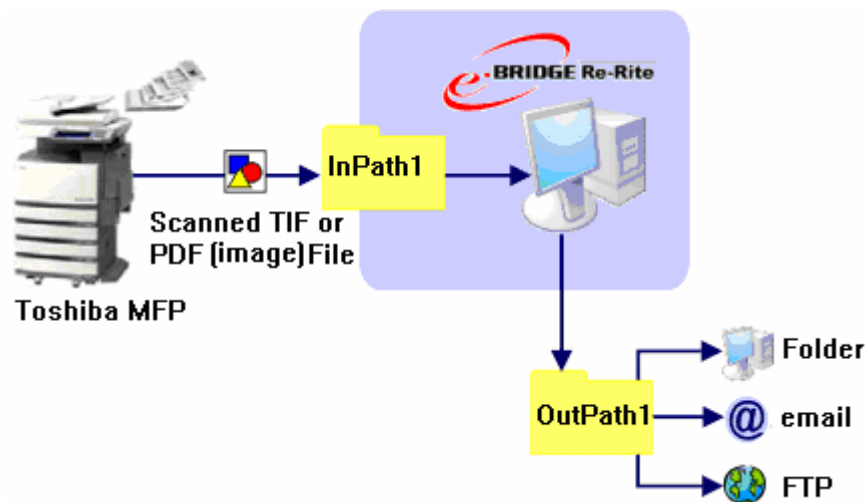 e-BRIDGE Re-Rite
InPath1
Scanned TIF or
PDF (image)File
Toshiba MFP
Folder
OutPath1
@ email
FTP